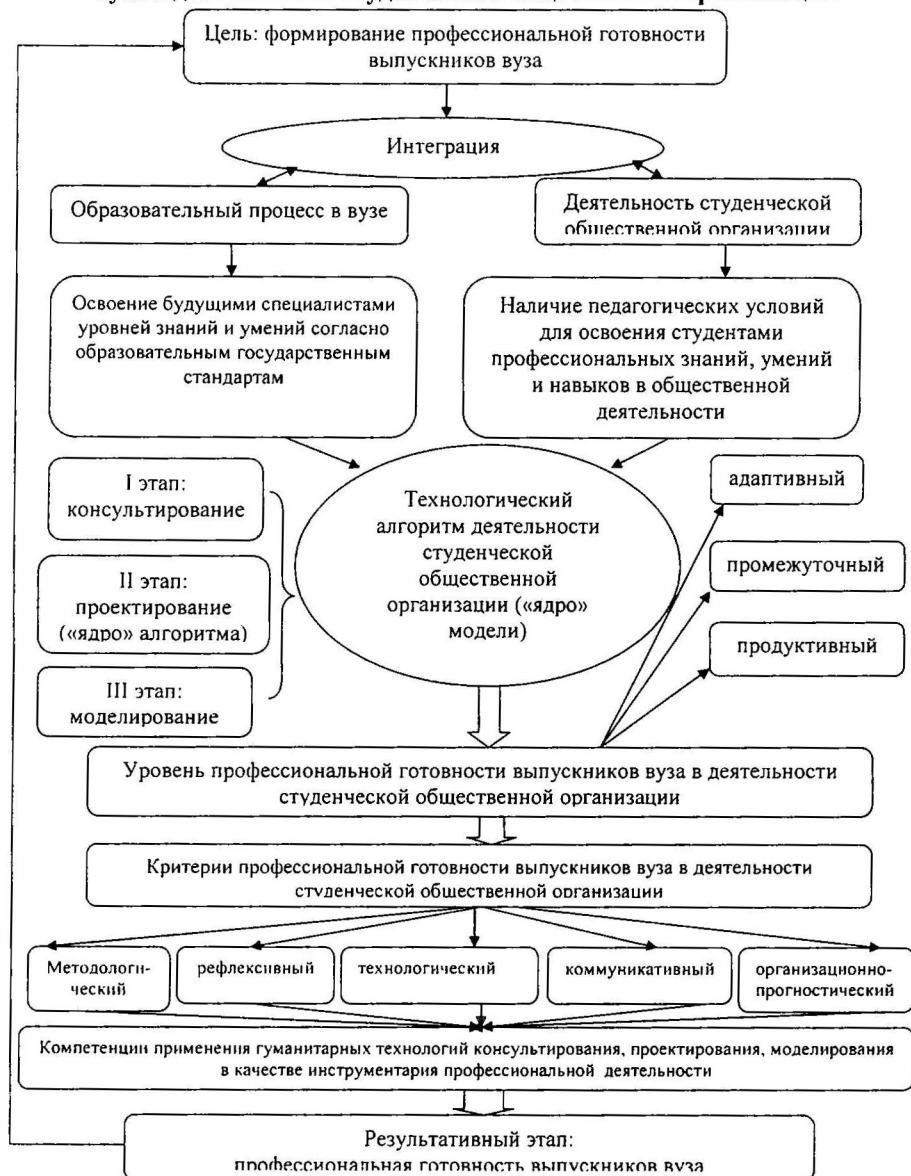 Цель: формирование профессиональной готовности
выпускников вуза
Интеграция
Образовательный процесс в вузе
Деятельность студенческой
общественной организации
Освоение будущими специалистами
уровней знаний и умений согласно
образовательным государственным
стандартам
Наличие педагогических условий
для освоения студентами
профессиональных знаний, умений
и навыков в общественной
деятельности
I этап:
консультирование
II этап:
проектирование
(«ядро» алгоритма)
III этап:
моделирование
Технологический
алгоритм деятельности
студенческой
общественной
организации («ядро»
модели)
адаптивный
промежуточный
продуктивный
Уровень профессиональной готовности выпускников вуза в деятельности
студенческой общественной организации
Критерии профессиональной готовности выпускников вуза в деятельности
студенческой общественной организации
Методологи-
ческий
рефлексивный
технологический
коммуникативный
организационно-
прогностический
Компетенции применения гуманитарных технологий консультирования, проектирования, моделирования
в качестве инструментария профессиональной деятельности
Результативный этап:
профессиональная готовность выпускников вуза